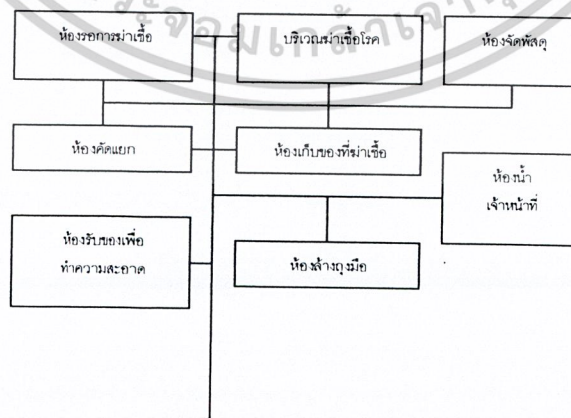 ห้องรอการฆ่าเชื้อ
บริเวณฆ่าเชื้อโรค
ห้องจัดพัสดุ
ห้องคัดแยก
ห้องเก็บของที่ฆ่าเชื้อ
ห้องน้ำ
เจ้าหน้าที่
ห้องรับของเพื่อ
ทำความสะอาด
ห้องล้างถุงมือ